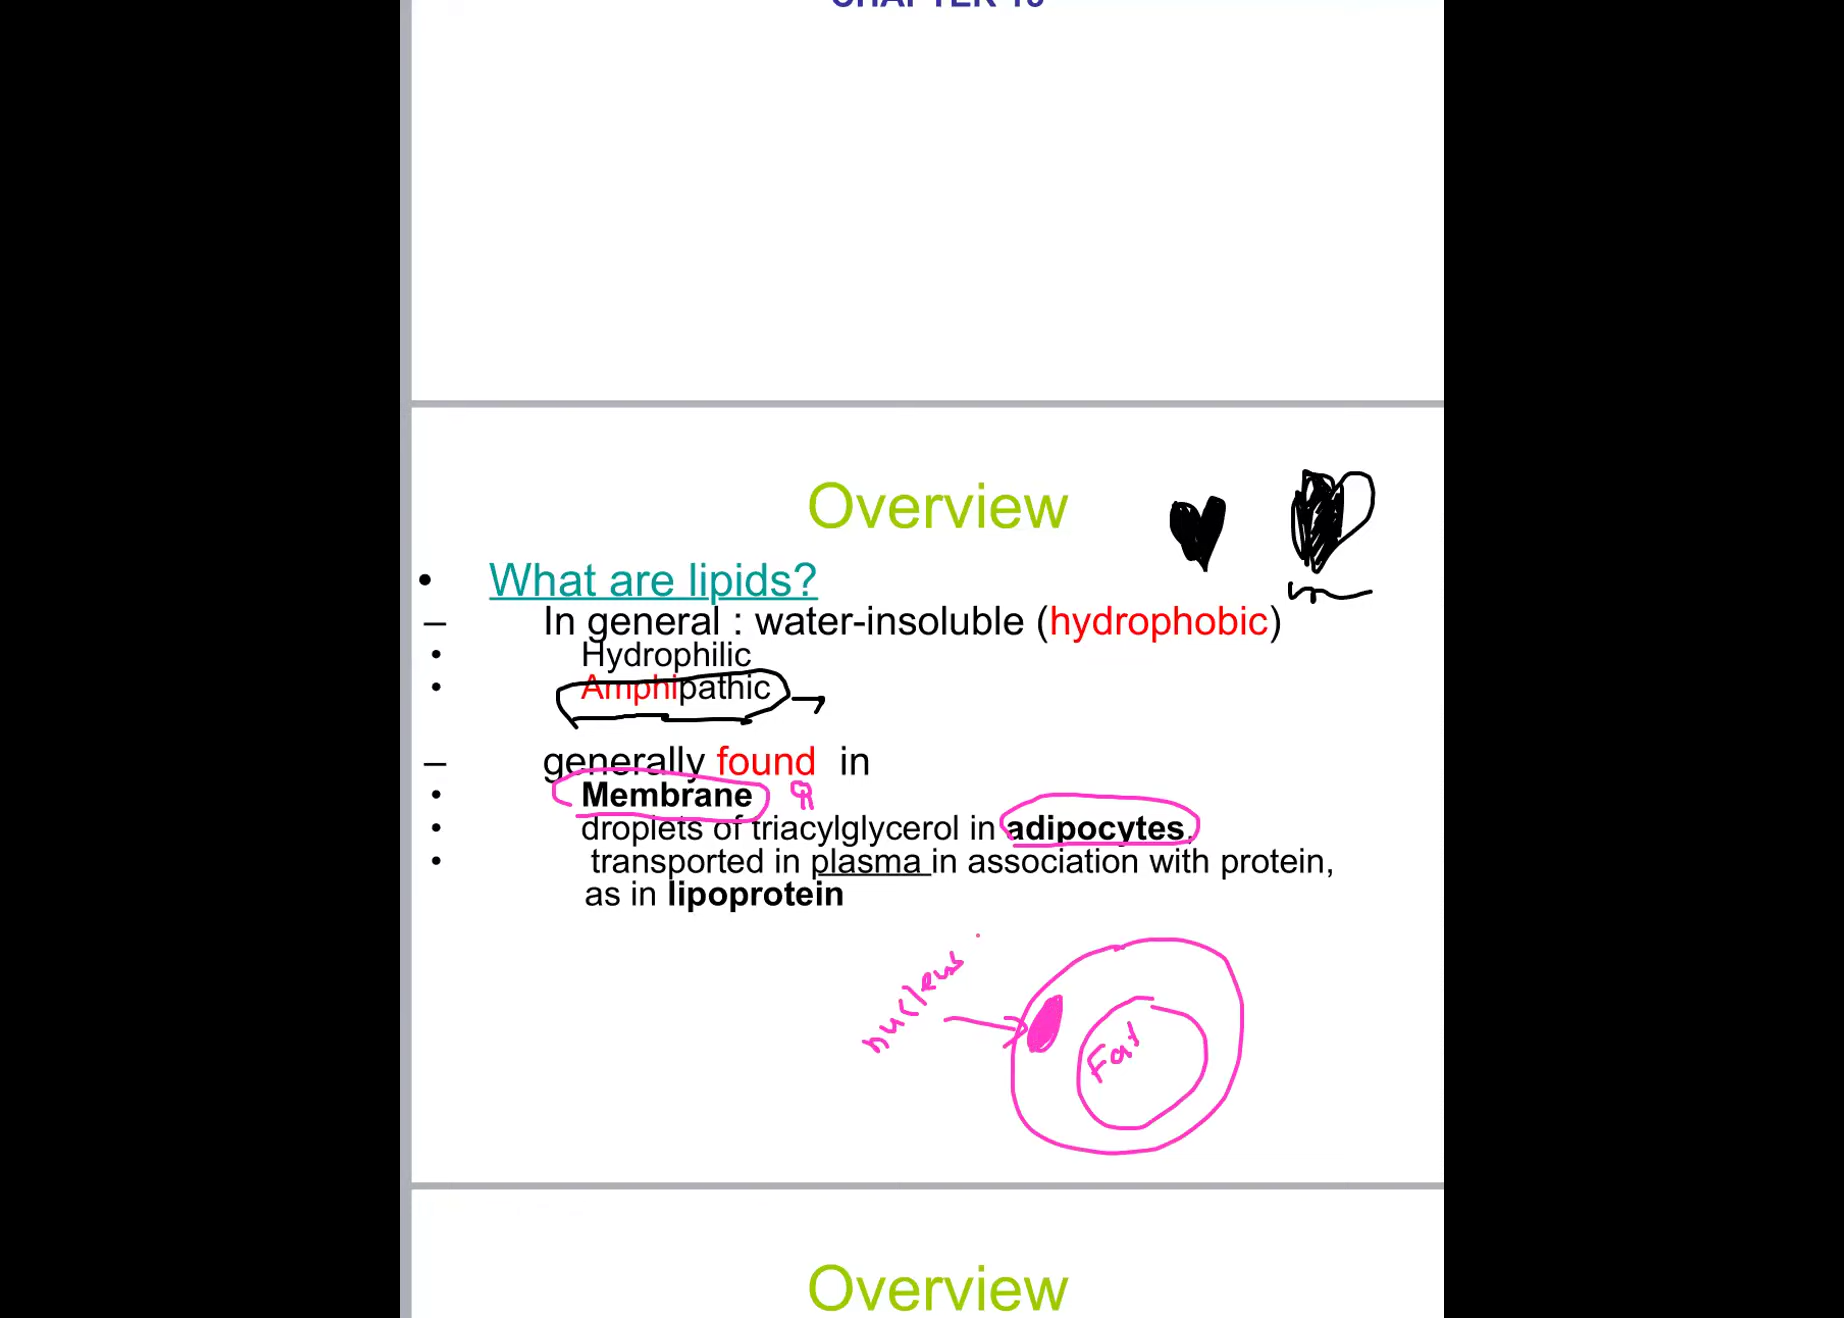 Overview
• What are lipids?
– In general : water-insoluble (hydrophobic)
• Hydrophilic
• Amphipathic
– generally found in
• Membrane
• droplets of triacylglycerol in adipocytes,
• transported in plasma in association with protein,
as in lipoprotein
nucleus
Fat
Overview